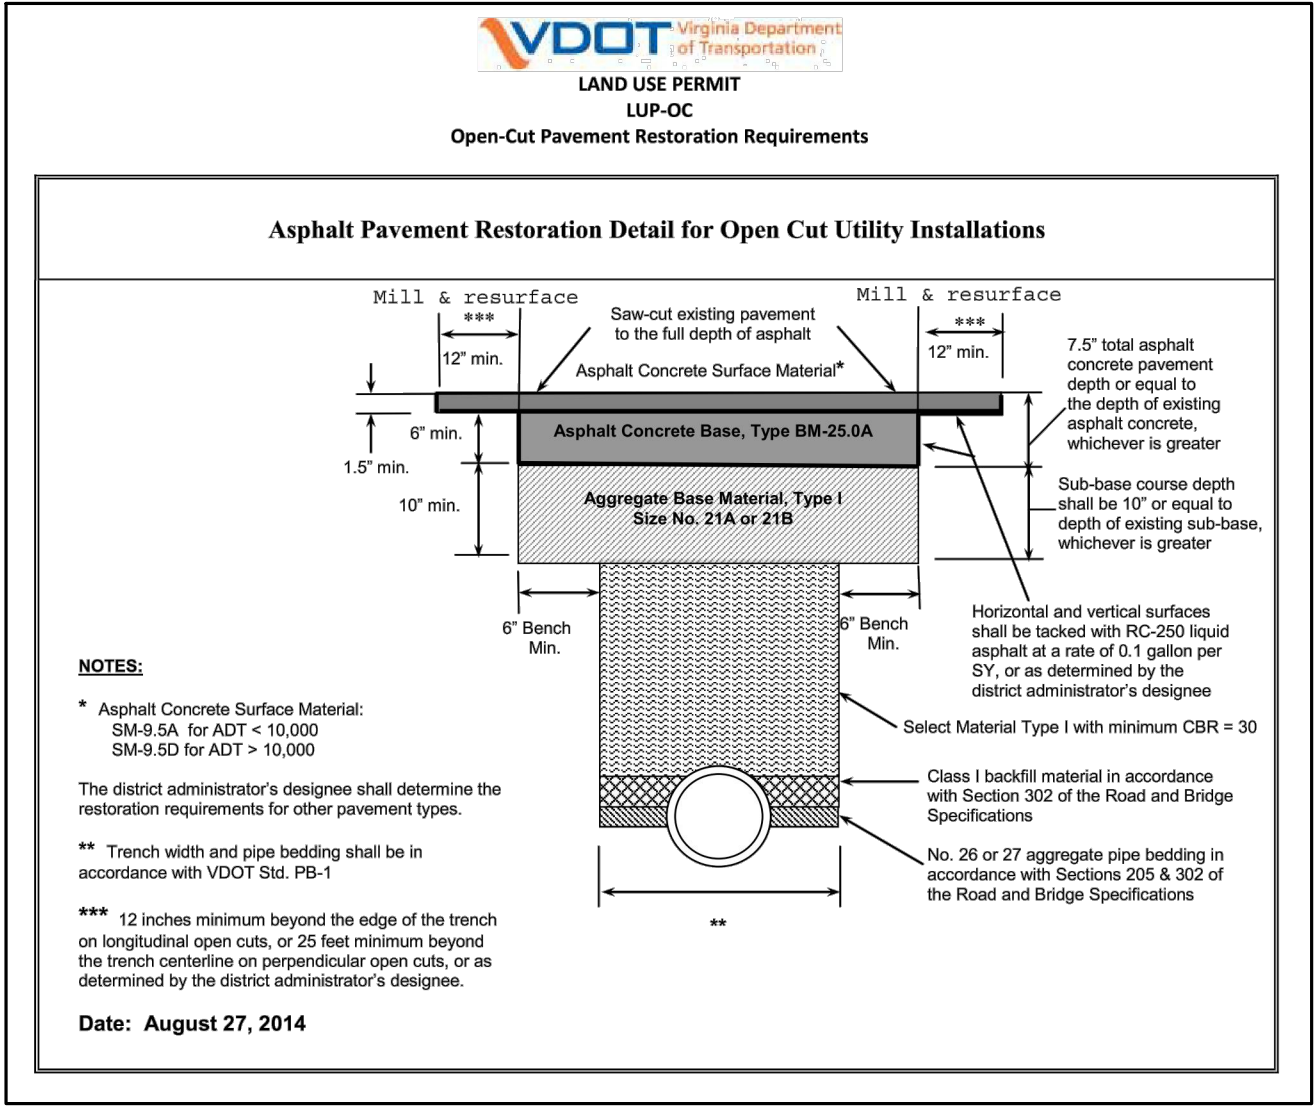 VDOT Virginia Department
of Transportation
LAND USE PERMIT
LUP-OC
Open-Cut Pavement Restoration Requirements
Asphalt Pavement Restoration Detail for Open Cut Utility Installations
Mill & resurface
***
12” min.
Saw-cut existing pavement
to the full depth of asphalt
Asphalt Concrete Surface Material*
Mill & resurface
***
12” min.
7.5” total asphalt
concrete pavement
depth or equal to
the depth of existing
asphalt concrete,
whichever is greater
6” min.
1.5” min.
Asphalt Concrete Base, Type BM-25.0A
10” min.
Aggregate Base Material, Type I
Size No. 21A or 21B
Sub-base course depth
shall be 10” or equal to
depth of existing sub-base,
whichever is greater
6” Bench
Min.
6” Bench
Min.
Horizontal and vertical surfaces
shall be tacked with RC-250 liquid
asphalt at a rate of 0.1 gallon per
SY, or as determined by the
district administrator’s designee
Select Material Type I with minimum CBR = 30
Class I backfill material in accordance
with Section 302 of the Road and Bridge
Specifications
No. 26 or 27 aggregate pipe bedding in
accordance with Sections 205 & 302 of
the Road and Bridge Specifications
**
NOTES:
* Asphalt Concrete Surface Material:
SM-9.5A for ADT < 10,000
SM-9.5D for ADT > 10,000
The district administrator’s designee shall determine the
restoration requirements for other pavement types.
** Trench width and pipe bedding shall be in
accordance with VDOT Std. PB-1
*** 12 inches minimum beyond the edge of the trench
on longitudinal open cuts, or 25 feet minimum beyond
the trench centerline on perpendicular open cuts, or as
determined by the district administrator’s designee.
Date: August 27, 2014